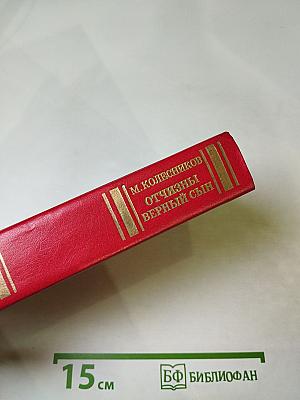 М. КОЛЕСНИКОВ
ОТЧИЗНЫ
ВЕРНЫЙ СЫН
15 см
БФ БИБЛИОФАН